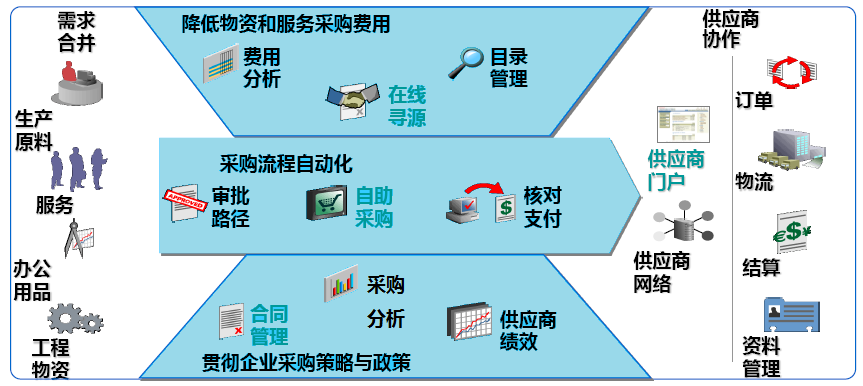 需求
合并
生产
原料
服务
办公
用品
工程
物资
降低物资和服务采购费用
费用
分析
在线
寻源
目录
管理
采购流程自动化
APPROVED
审批
路径
自助
采购
核对
支付
采购
分析
合同
管理
供应商
绩效
贯彻企业采购策略与政策
供应商
门户
供应商
网络
供应商
协作
订单
物流
结算
资料
管理